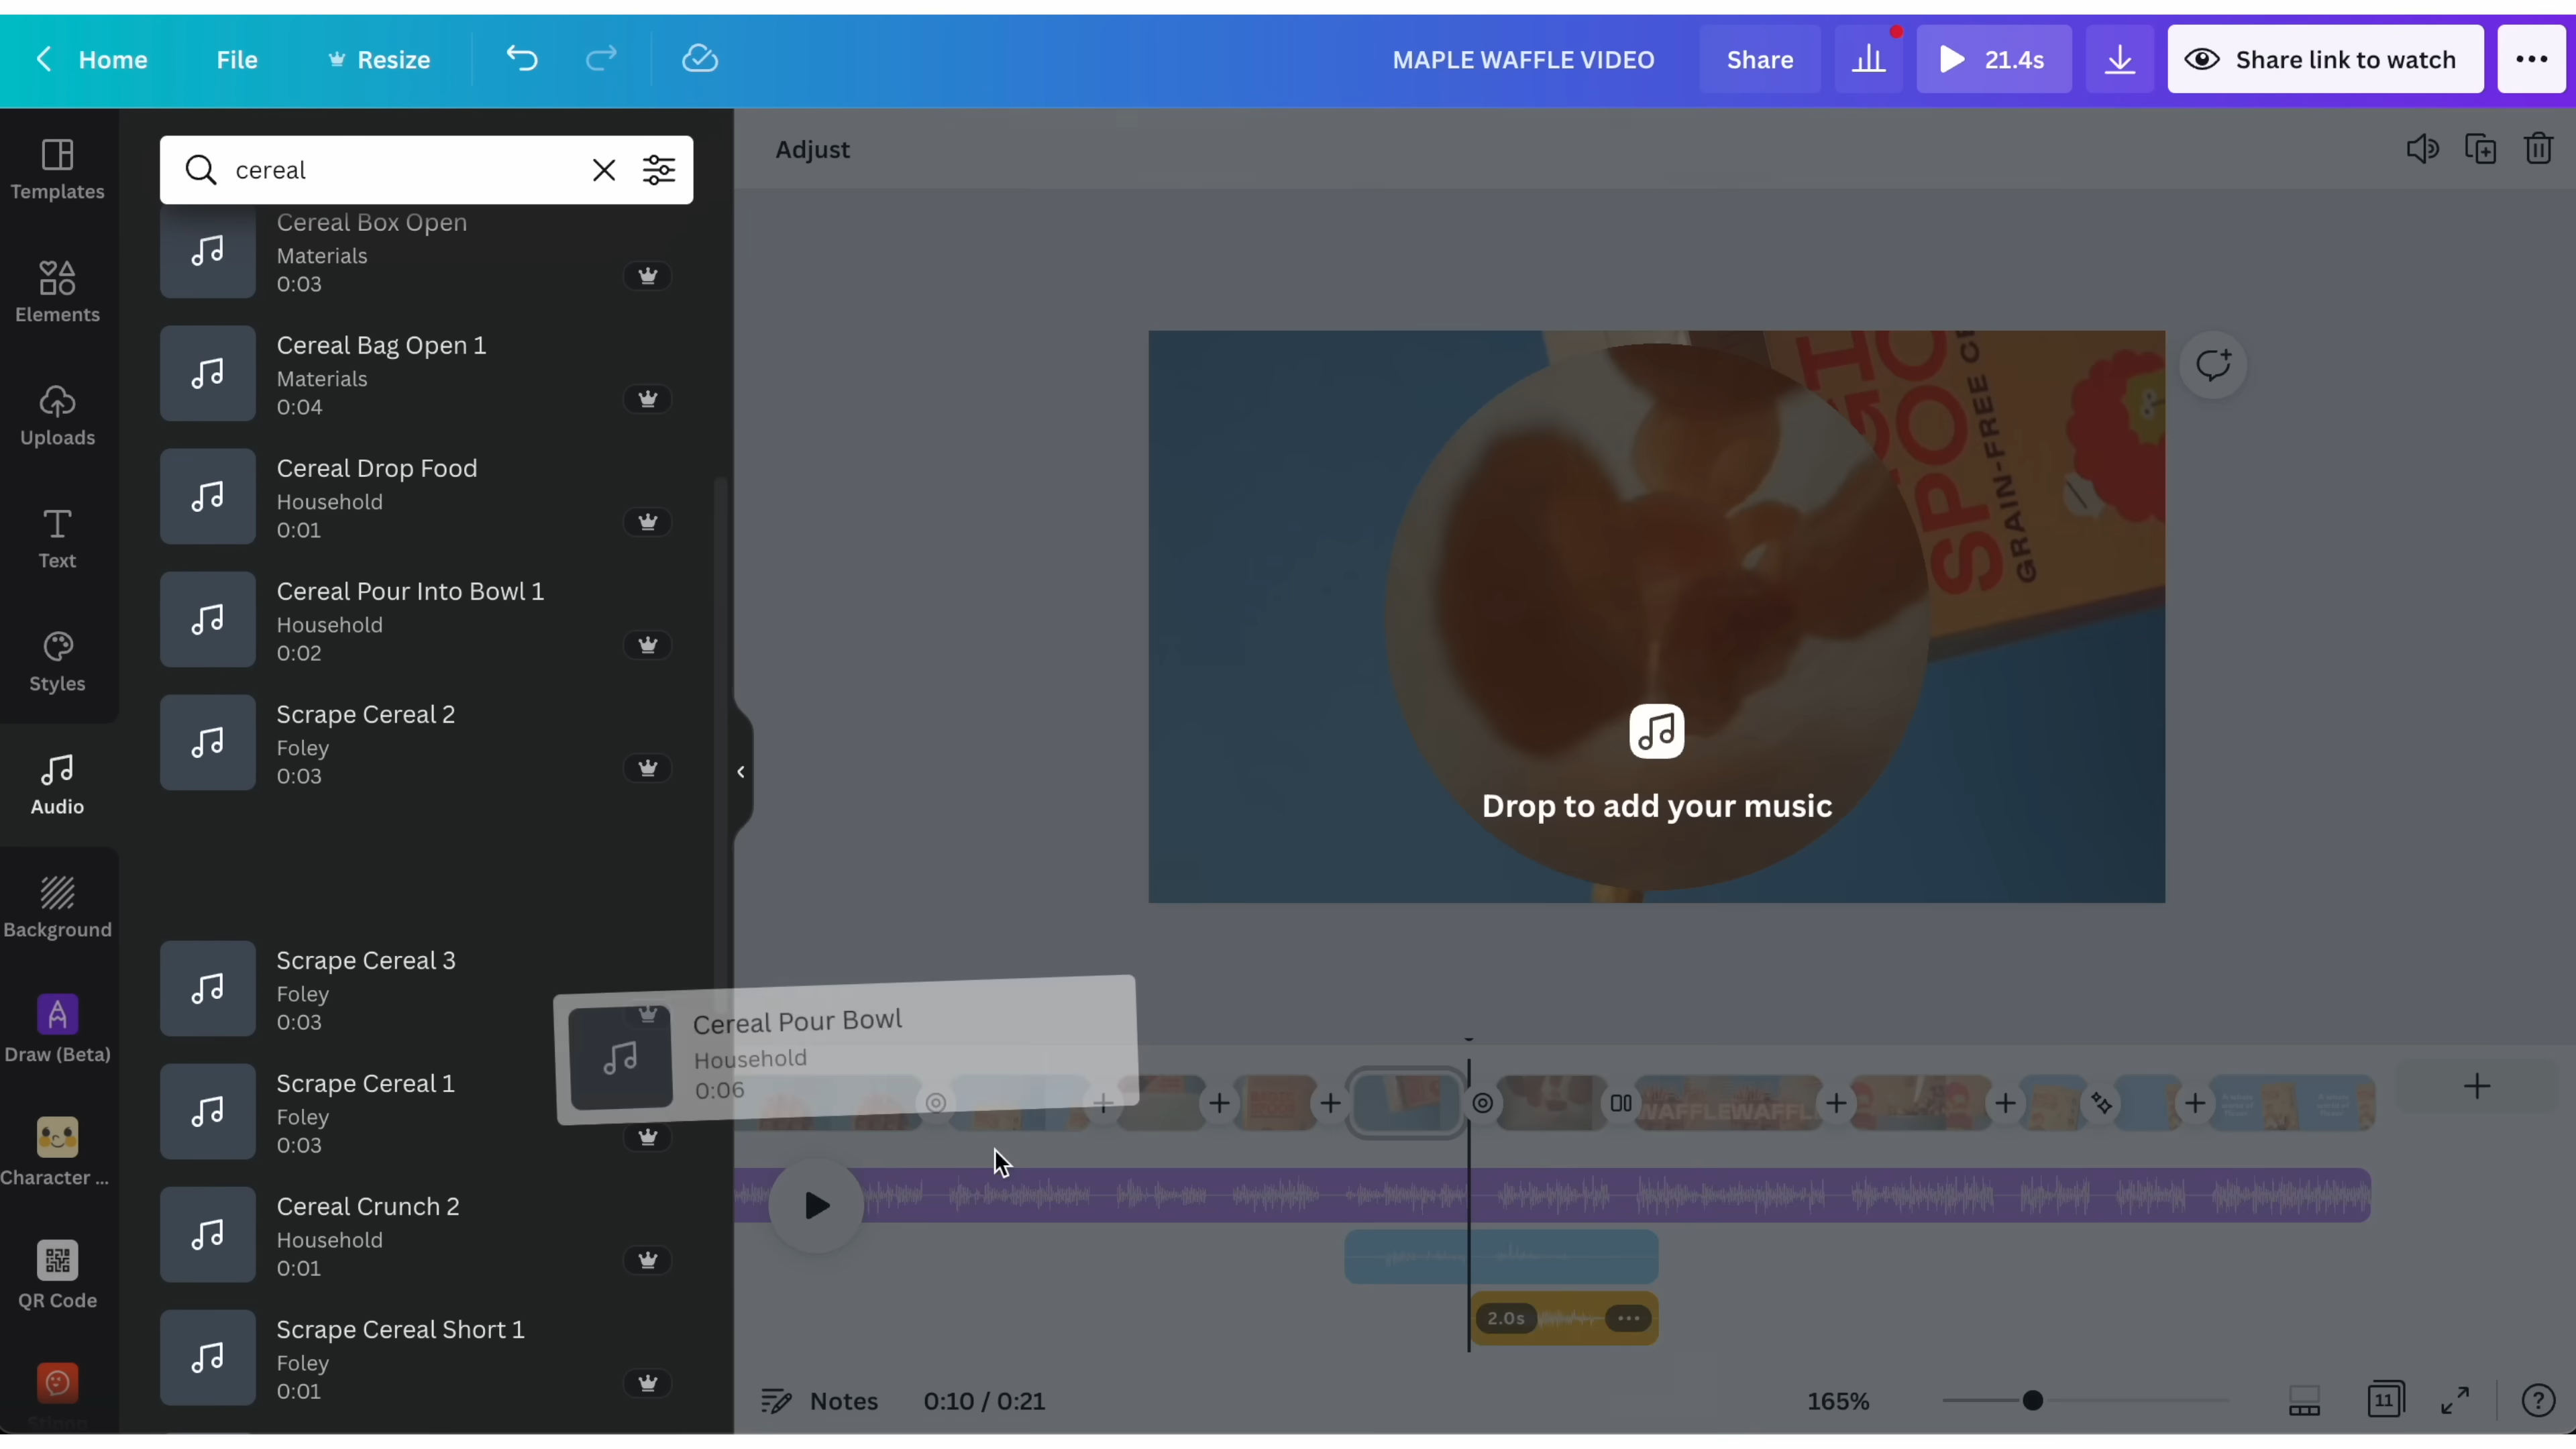 Home
File
Resize
MAPLE WAFFLE VIDEO
Share
21.4s
Share link to watch
Templates
Elements
Uploads
Text
Styles
Audio
Background
Draw (Beta)
Character ...
QR Code
cereal
Cereal Box Open
Materials
0:03
Cereal Bag Open 1
Materials
0:04
Cereal Drop Food
Household
0:01
Cereal Pour Into Bowl 1
Household
0:02
Scrape Cereal 2
Foley
0:03
Scrape Cereal 3
Foley
0:03
Scrape Cereal 1
Foley
0:03
Cereal Crunch 2
Household
0:01
Scrape Cereal Short 1
Foley
0:01
Cereal Pour Bowl
Household
0:06
Adjust
GRAIN-FREE
Drop to add your music
WAFFLEWAFFL
2.0s
Notes
0:10 / 0:21
165%
11